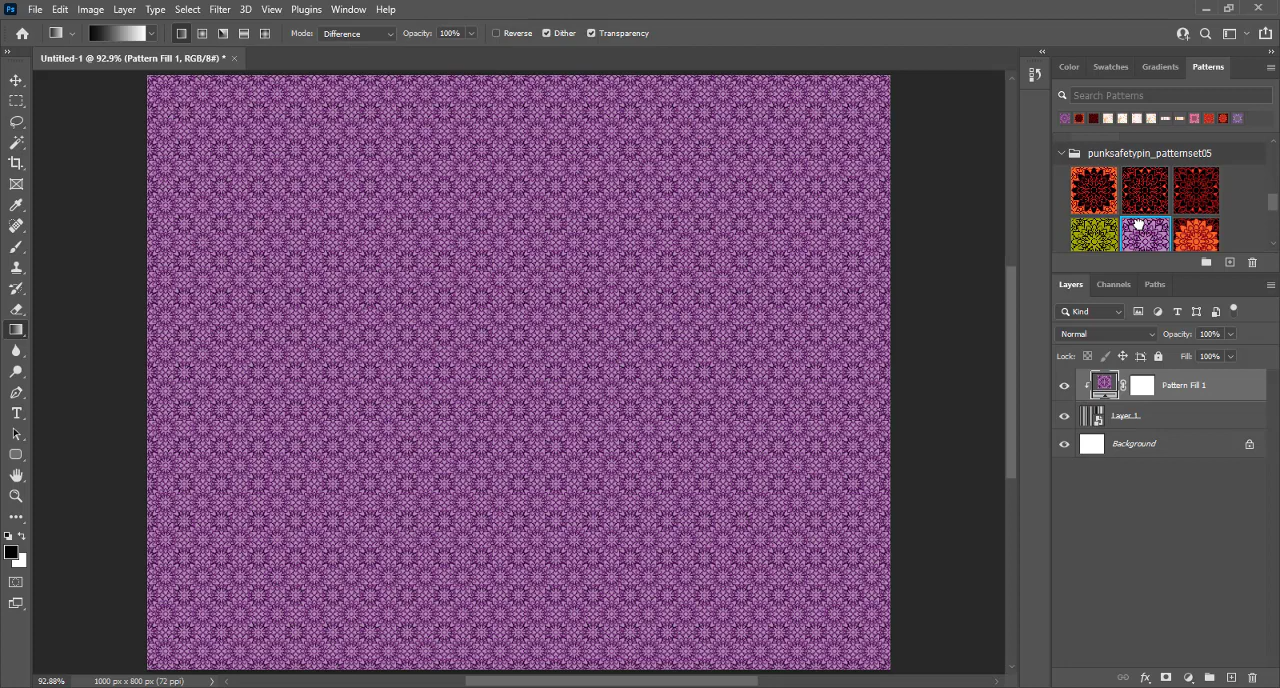 Ps File Edit Image Layer Type Select Filter 3D View Plugins Window Help
Mode: Difference Opacity: 100% Reverse Dither Transparency
Untitled-1 @ 92.9% (Pattern Fill 1, RGB/8#) * ×
Color Swatches Gradients Patterns
Search Patterns
punksafetypin_patternset05
Layers Channels Paths
Kind
Normal Opacity: 100%
Lock: Fill: 100%
Pattern Fill 1
Layer 1
Background
92.88% 1000 px x 800 px (72 ppi)